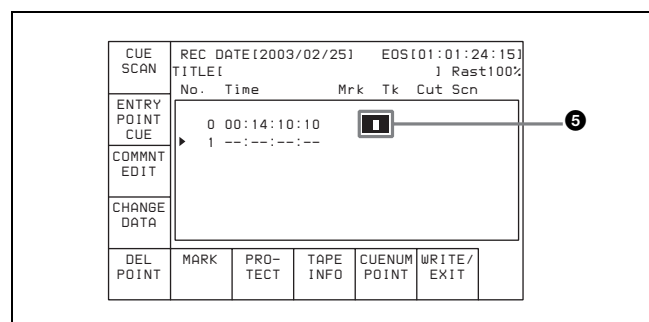 CUE SCAN
REC DATE[2003/02/25] EOS[01:01:24:15]
TITLE[ ] Rast100%
No. Time Mrk Tk Cut Scn
ENTRY POINT CUE
0 00:14:10:10
▶ 1 --:--:--:--
5
COMMNT EDIT
CHANGE DATA
DEL POINT
MARK
PRO-TECT
TAPE INFO
CUENUM POINT
WRITE/ EXIT